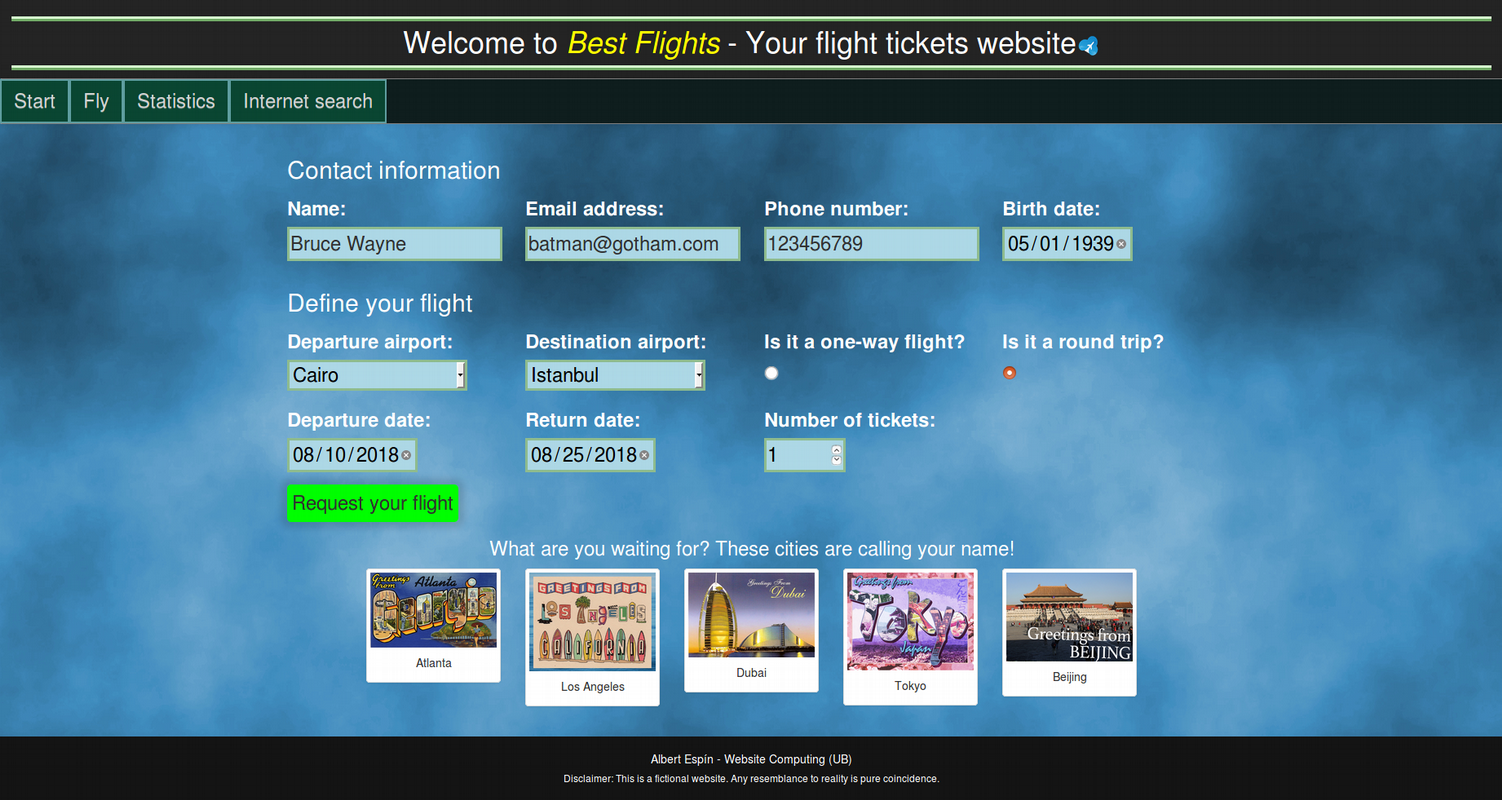 Welcome to Best Flights - Your flight tickets website
Start Fly Statistics Internet search
Contact information
Name: Email address: Phone number: Birth date:
Bruce Wayne batman@gotham.com 123456789 05/01/1939
Define your flight
Departure airport: Destination airport: Is it a one-way flight? Is it a round trip?
Cairo Istanbul
Departure date: Return date: Number of tickets:
08/10/2018 08/25/2018 1
Request your flight
What are you waiting for? These cities are calling your name!
Greetings from Atlanta
Georgia
Atlanta
GREETINGS FROM
LOS ANGELES
CALIFORNIA
Los Angeles
Greetings From
Dubai
Dubai
Greetings from
Tokyo
Japan
Tokyo
Greetings from
BEIJING
Beijing
Albert Espín - Website Computing (UB)
Disclaimer: This is a fictional website. Any resemblance to reality is pure coincidence.